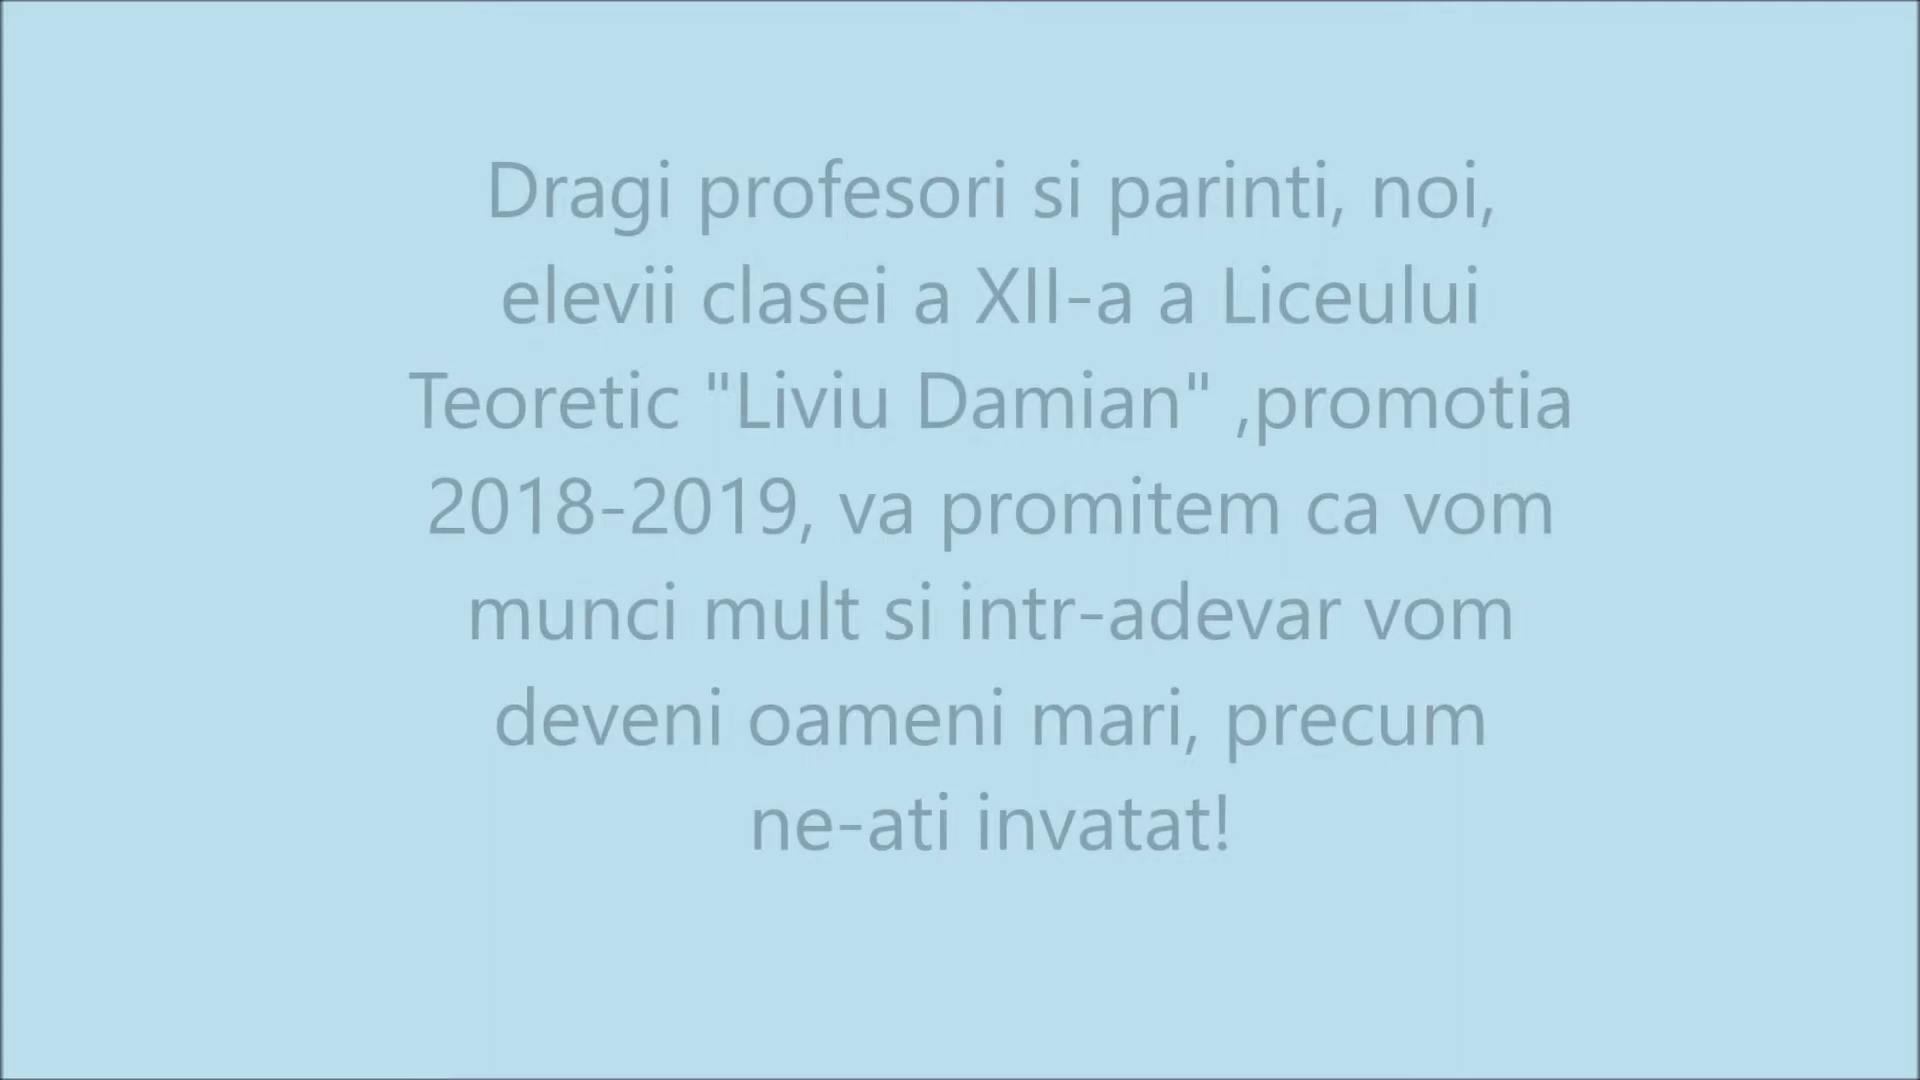 Dragi profesori si parinti, noi,
elevii clasei a XII-a a Liceului
Teoretic "Liviu Damian" ,promotia
2018-2019, va promitem ca vom
munci mult si intr-adevar vom
deveni oameni mari, precum
ne-ati invatat!